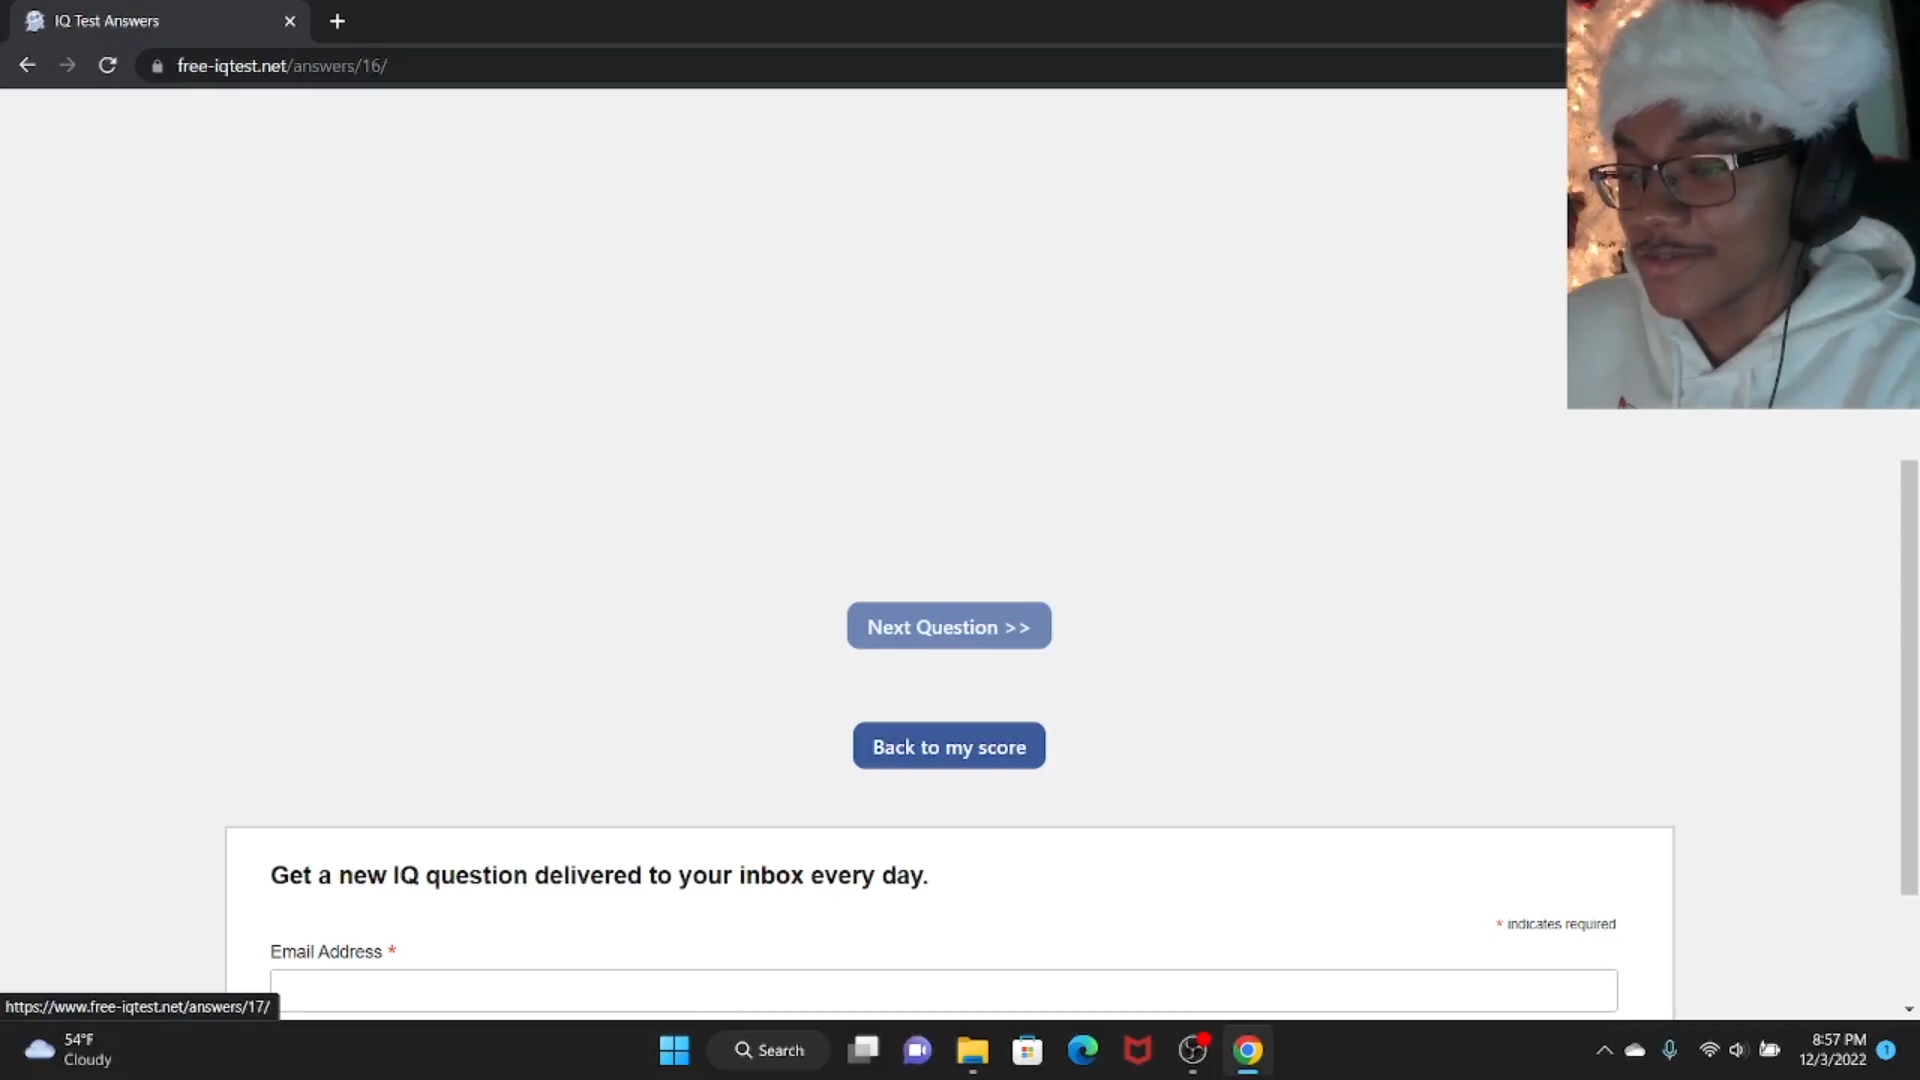 IQ Test Answers
free-iqtest.net/answers/16/
Next Question >>
Back to my score
Get a new IQ question delivered to your inbox every day.
* indicates required
Email Address *
https://www.free-iqtest.net/answers/17/
54°F
Cloudy
Search
8:57 PM
12/3/2022
1